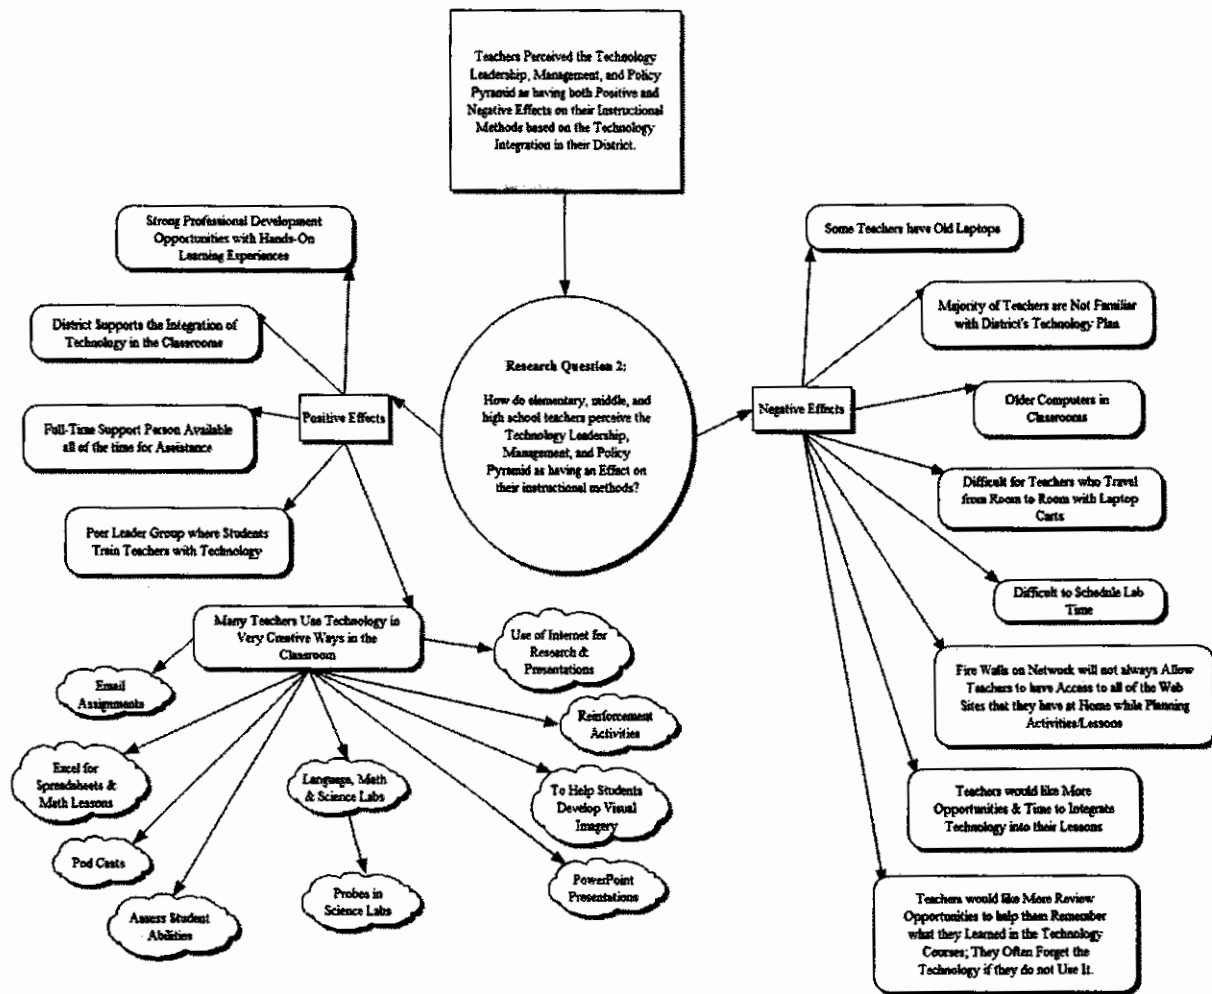 Teachers Perceived the Technology
Leadership, Management, and Policy
Pyramid as having both Positive and
Negative Effects on their Instructional
Methods based on the Technology
Integration in their District.
Strong Professional Development
Opportunities with Hands-On
Learning Experiences
District Supports the Integration of
Technology in the Classrooms
Full-Time Support Person Available
all of the time for Assistance
Peer Leader Group where Students
Train Teachers with Technology
Positive Effects
Research Question 2:
How do elementary, middle, and
high school teachers perceive the
Technology Leadership,
Management, and Policy
Pyramid as having an Effect on
their instructional methods?
Negative Effects
Some Teachers have Old Laptops
Majority of Teachers are Not Familiar
with District's Technology Plan
Older Computers in
Classrooms
Difficult for Teachers who Travel
from Room to Room with Laptop
Carts
Difficult to Schedule Lab
Time
Fire Walls on Network will not always Allow
Teachers to have Access to all of the Web
Sites that they have at Home while Planning
Activities/Lessons
Teachers would like More
Opportunities & Time to Integrate
Technology into their Lessons
Teachers would like More Review
Opportunities to help them Remember
what they Learned in the Technology
Courses; They Often Forget the
Technology if they do not Use It.
Many Teachers Use Technology in
Very Creative Ways in the
Classroom
Use of Internet for
Research &
Presentations
Email
Assignments
Reinforcement
Activities
Excel for
Spreadsheets &
Math Lessons
Language, Math
& Science Labs
To Help Students
Develop Visual
Imagery
Pod Casts
Assess Student
Abilities
Probes in
Science Labs
PowerPoint
Presentations